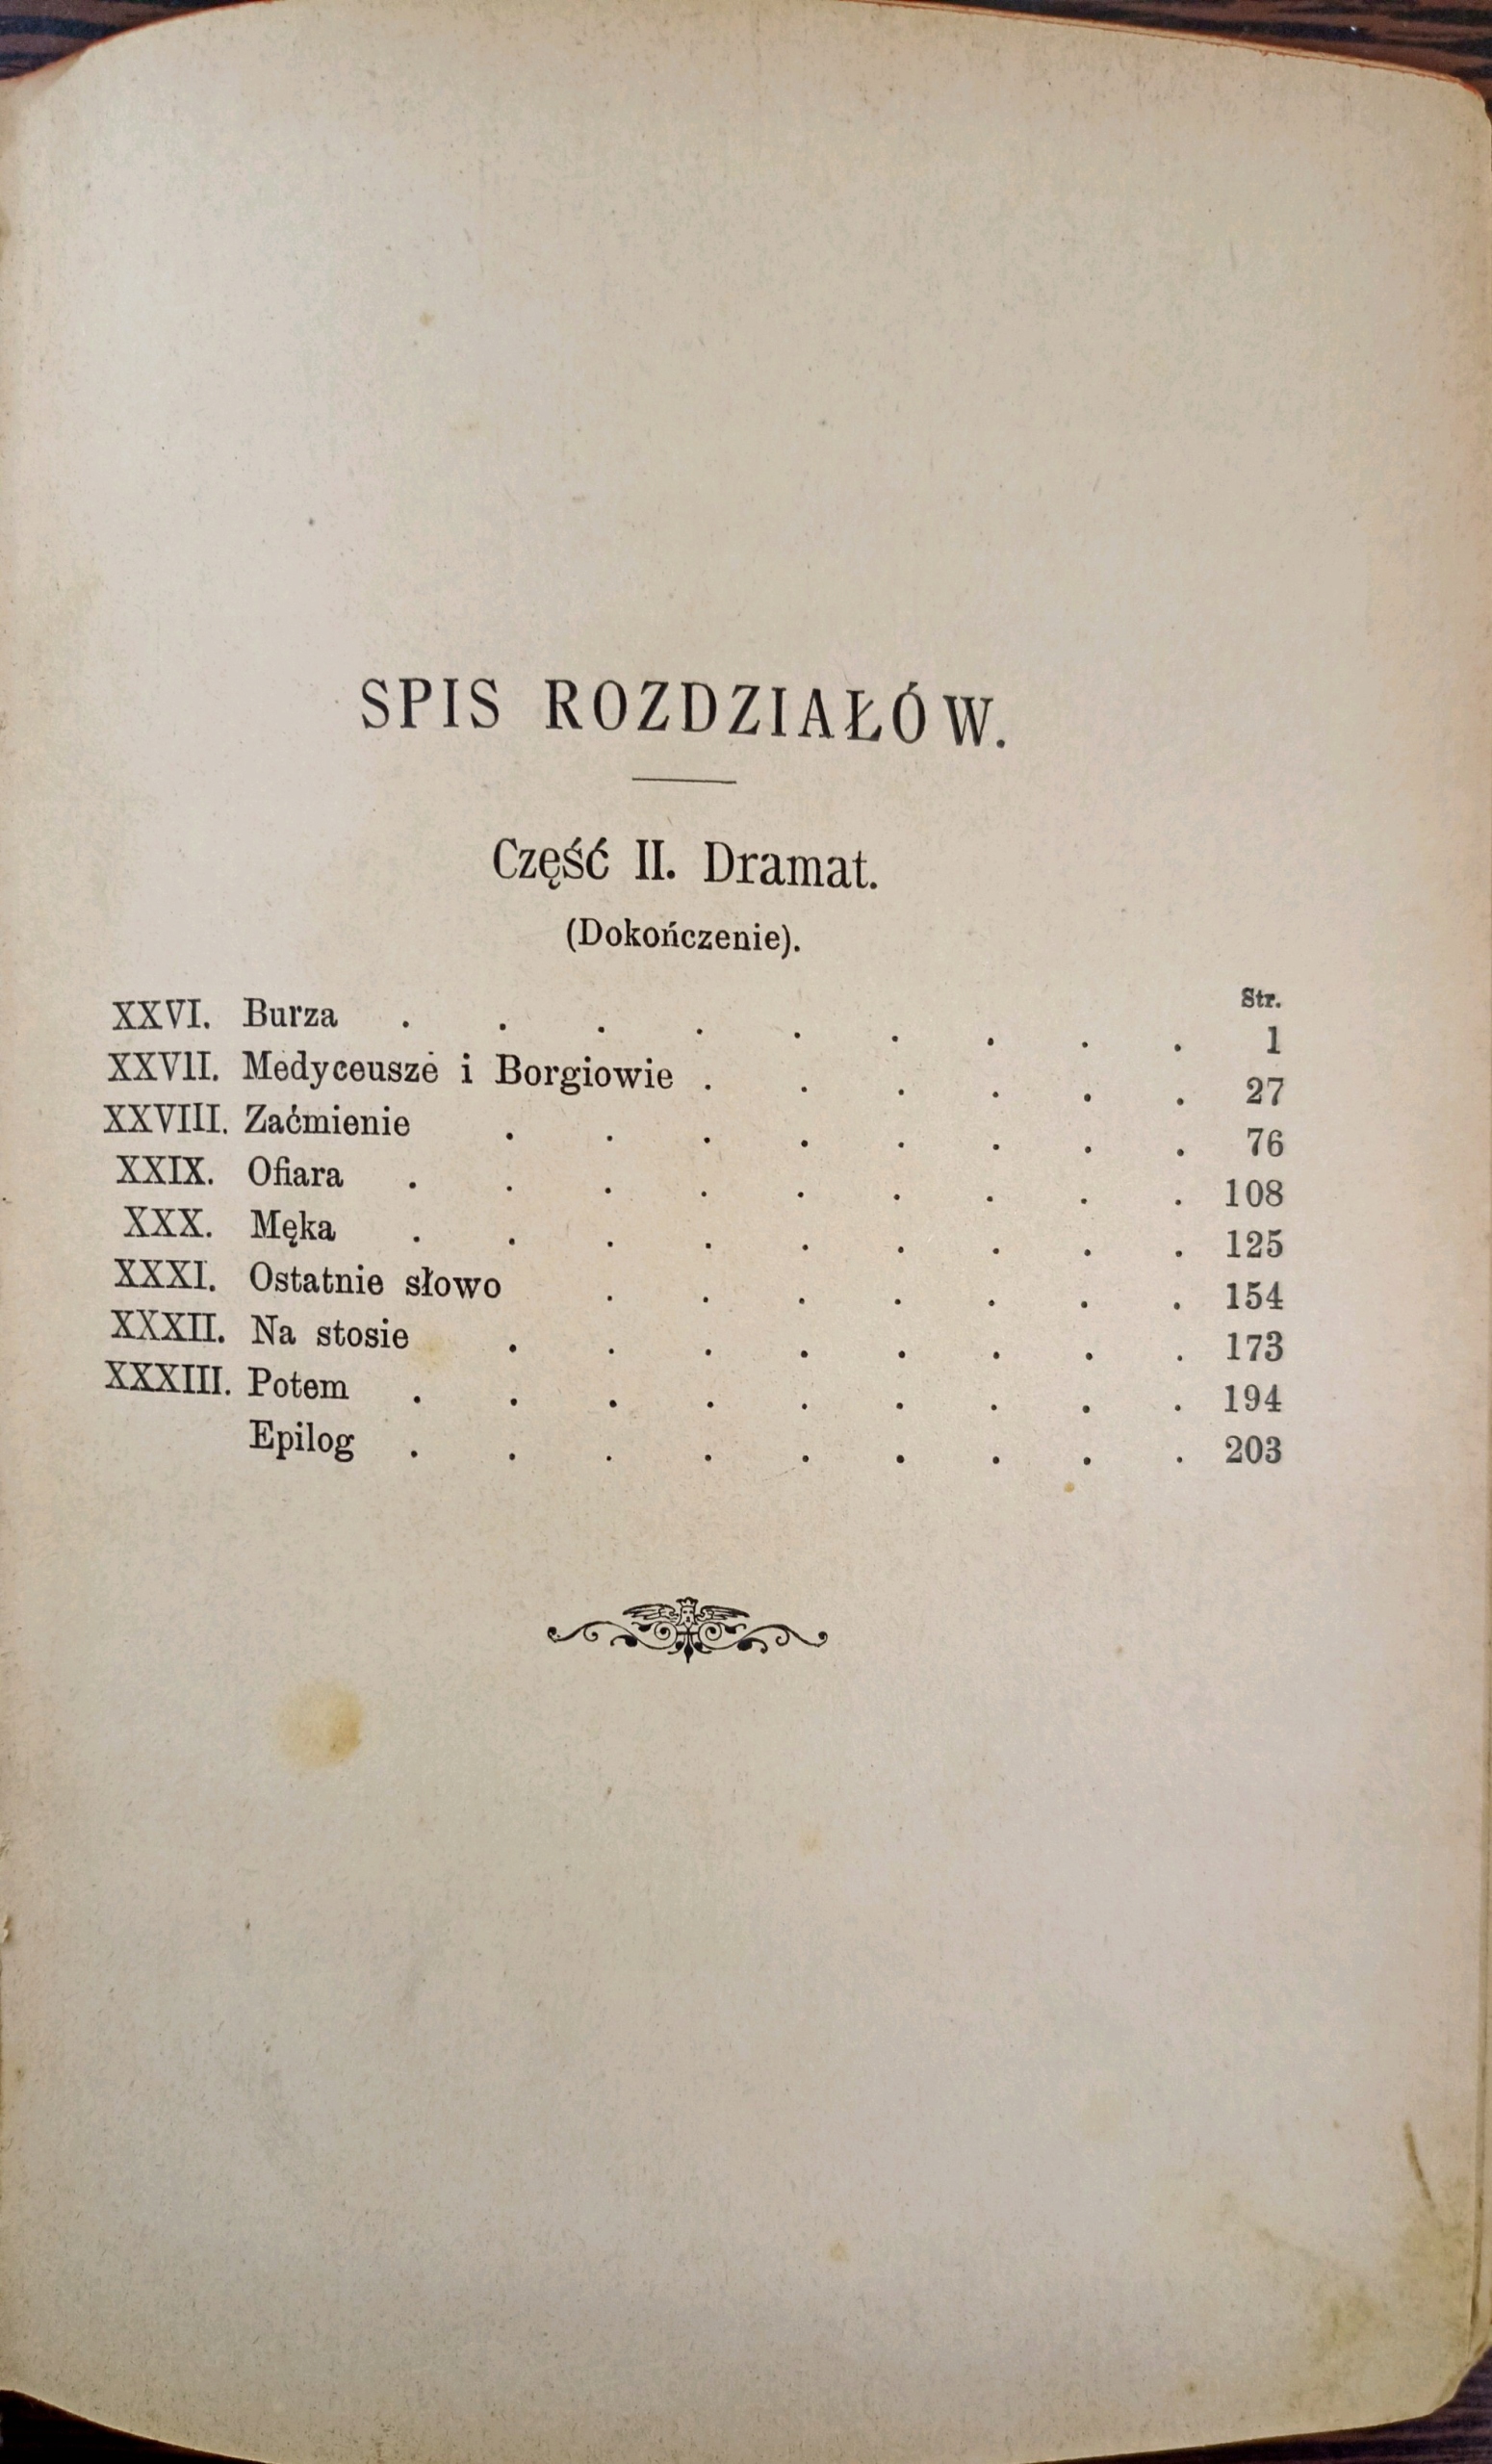 SPIS ROZDZIAŁÓW.
Część II. Dramat.
(Dokończenie).
Str.
XXVI. Burza . . . . . . . . . 1
XXVII. Medyceusze i Borgiowie . . . . . . 27
XXVIII. Zaćmienie . . . . . . . . 76
XXIX. Ofiara . . . . . . . . . 108
XXX. Męka . . . . . . . . . 125
XXXI. Ostatnie słowo . . . . . . . 154
XXXII. Na stosie . . . . . . . . 173
XXXIII. Potem . . . . . . . . . 194
Epilog . . . . . . . . . 203